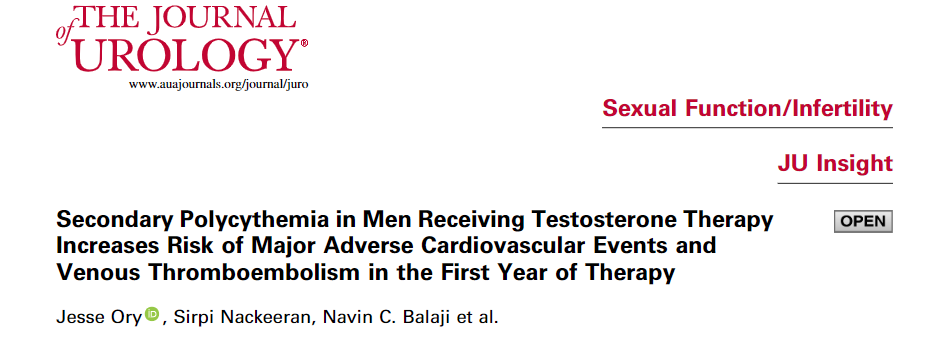 THE JOURNAL
of UROLOGY®
www.auajournals.org/journal/juro
Sexual Function/Infertility
JU Insight
Secondary Polycythemia in Men Receiving Testosterone Therapy
OPEN
Increases Risk of Major Adverse Cardiovascular Events and
Venous Thromboembolism in the First Year of Therapy
Jesse Ory iD, Sirpi Nackeeran, Navin C. Balaji et al.